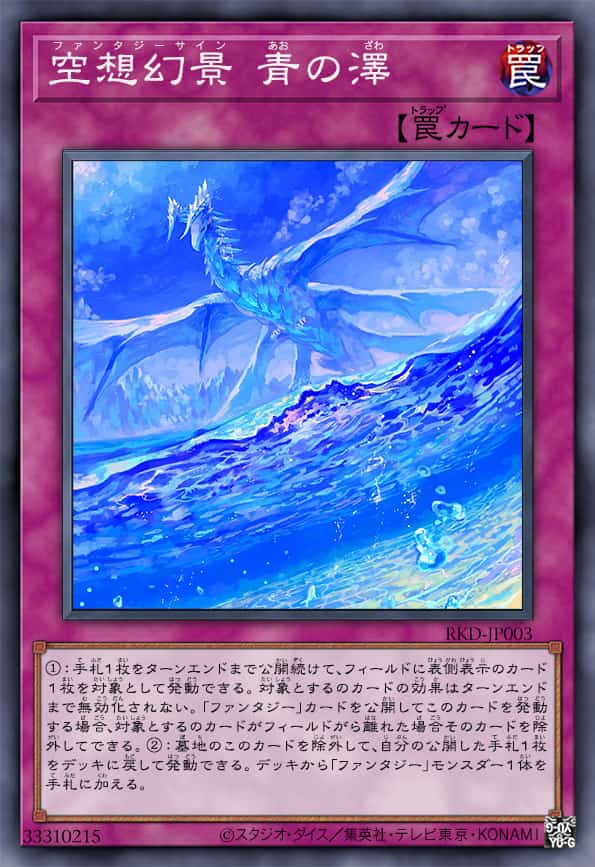 ファンタジーサイン あおざわ
空想幻景 青の澤
トラップ
罠
トラップ
【罠カード】
RKD-JP003
①：手札1枚をターンエンドまで公開続けて、フィールドに表側表示のカード
1枚を対象として発動できる。対象とするのカードの効果はターンエンド
まで無効化されない。「ファンタジー」カードを公開してこのカードを発動
する場合、対象とするのカードがフィールドがら離れた場合そのカードを除
外してできる。②：墓地のこのカードを除外して、自分の公開した手札1枚
をデッキに戻して発動できる。デッキから「ファンタジー」モンスター1体を
手札に加える。
33310215
©スタジオ・ダイス／集英社・テレビ東京・KONAMI